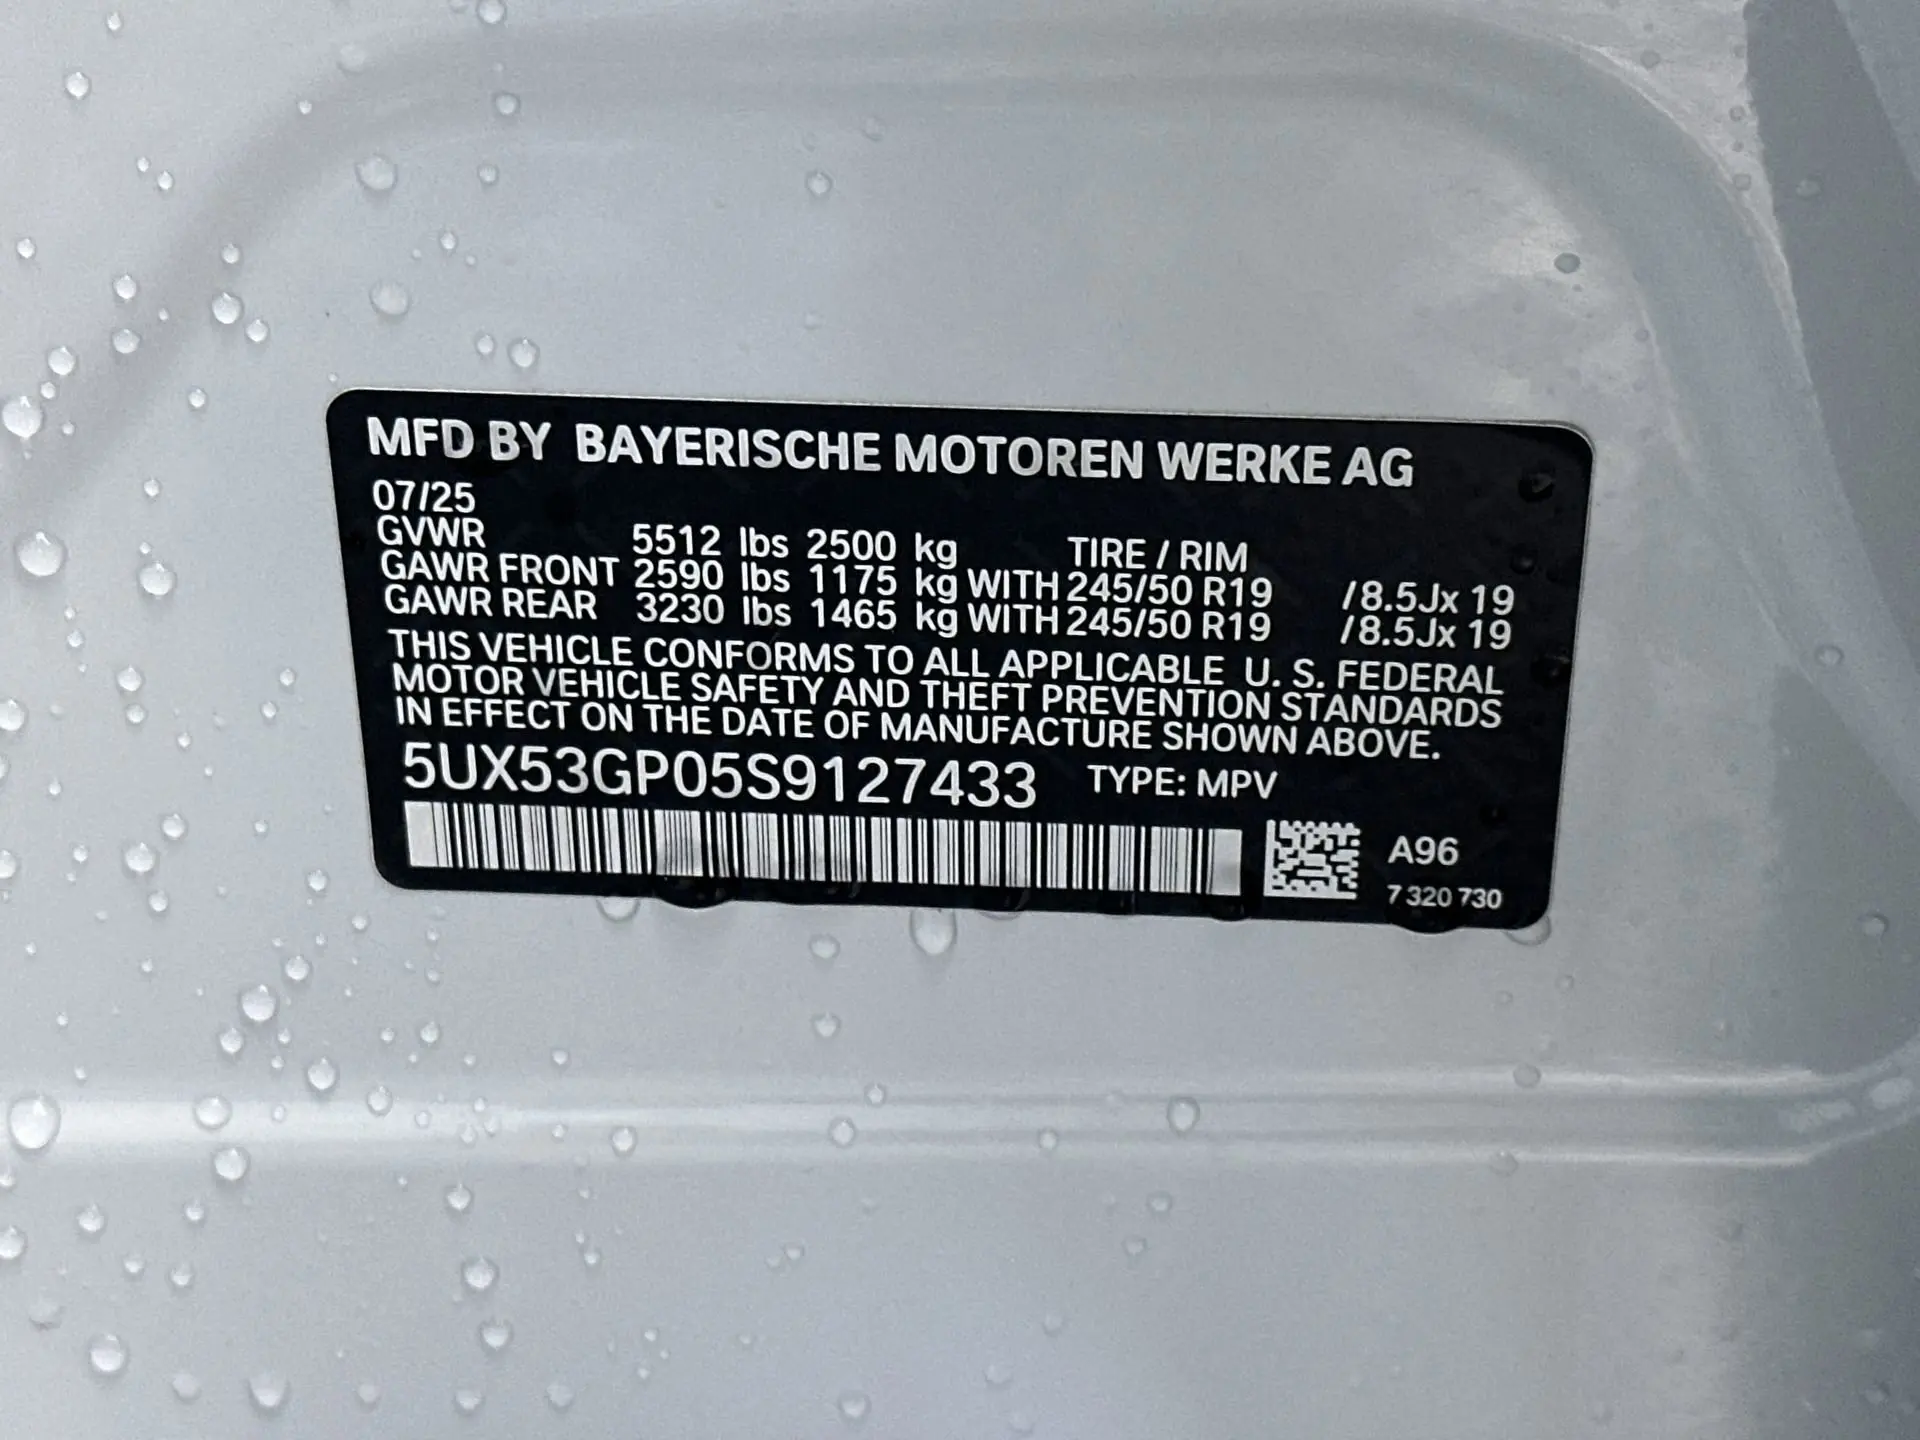 MFD BY BAYERISCHE MOTOREN WERKE AG
07/25
GVWR 5512 lbs 2500 kg TIRE / RIM
GAWR FRONT 2590 lbs 1175 kg WITH 245/50 R19 /8.5Jx 19
GAWR REAR 3230 lbs 1465 kg WITH 245/50 R19 /8.5Jx 19
THIS VEHICLE CONFORMS TO ALL APPLICABLE U. S. FEDERAL
MOTOR VEHICLE SAFETY AND THEFT PREVENTION STANDARDS
IN EFFECT ON THE DATE OF MANUFACTURE SHOWN ABOVE.
5UX53GP05S9127433 TYPE: MPV
A96
7 320 730